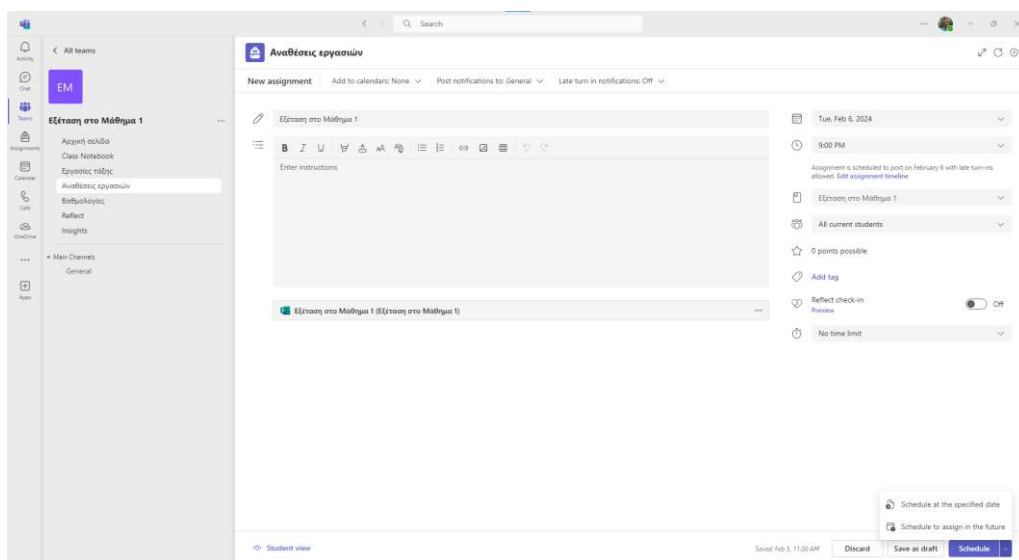 Search
Activity
Chat
Teams
Assignments
Calendar
Calls
OneDrive
Apps
All teams
EM
Εξέταση στο Μάθημα 1
Αρχική σελίδα
Class Notebook
Εργασίες τάξης
Αναθέσεις εργασιών
Βαθμολογίες
Reflect
Insights
Main Channels
General
Αναθέσεις εργασιών
New assignment Add to calendars: None Post notifications to: General Late turn in notifications: Off
Εξέταση στο Μάθημα 1
B I U
Enter instructions
Εξέταση στο Μάθημα 1 (Εξέταση στο Μάθημα 1)
Tue, Feb 6, 2024
9:00 PM
Assignment is scheduled to post on February 6 with late turn-ins
allowed. Edit assignment timeline
Εξέταση στο Μάθημα 1
All current students
0 points possible
Add tag
Reflect check-in
Preview
Off
No time limit
Schedule at the specified date
Schedule to assign in the future
Student view
Saved: Feb 5, 11:20 AM Discard Save as draft Schedule